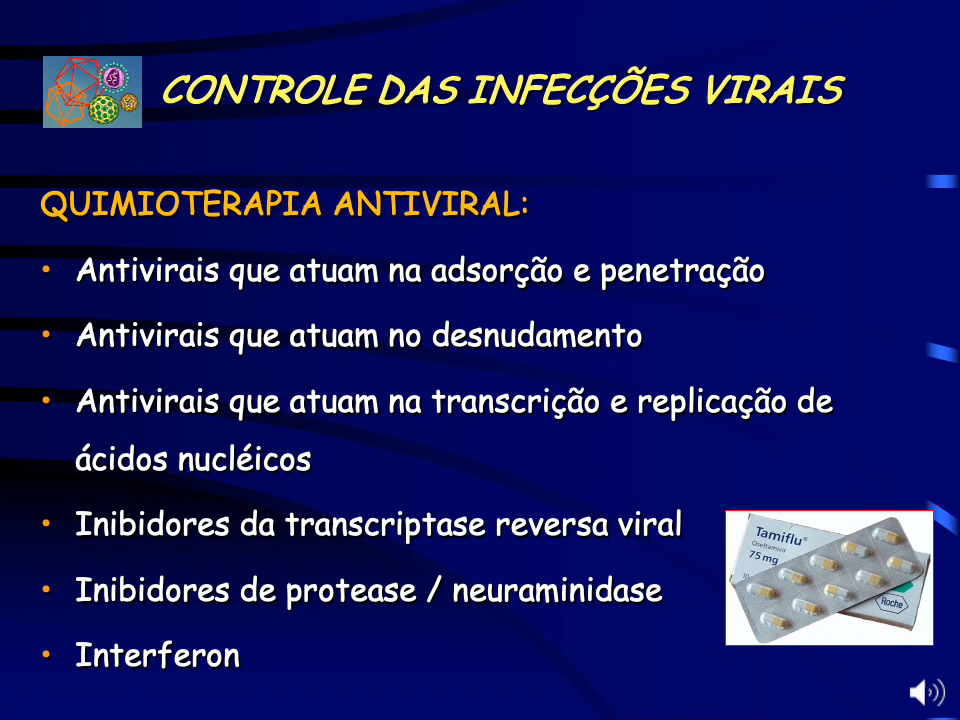 CONTROLE DAS INFECÇÕES VIRAIS
QUIMIOTERAPIA ANTIVIRAL:
• Antivirais que atuam na adsorção e penetração
• Antivirais que atuam no desnudamento
• Antivirais que atuam na transcrição e replicação de
ácidos nucléicos
• Inibidores da transcriptase reversa viral
• Inibidores de protease / neuraminidase
• Interferon
Tamiflu®
Oseltamivir
75 mg
10
Roche